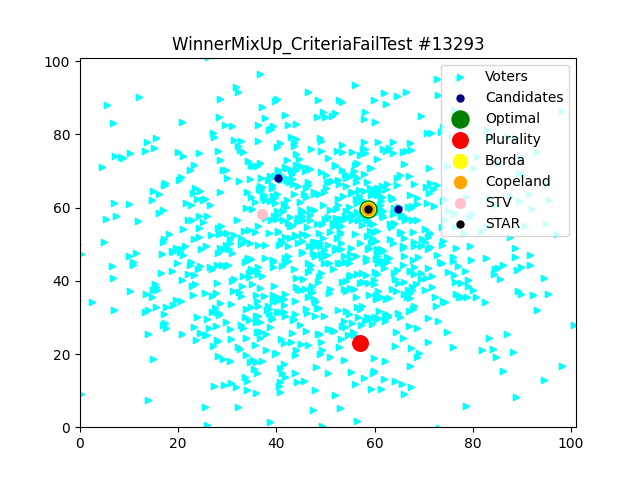 WinnerMixUp_CriteriaFailTest #13293
100
80
60
40
20
0
0
20
40
60
80
100
Voters
Candidates
Optimal
Plurality
Borda
Copeland
STV
STAR